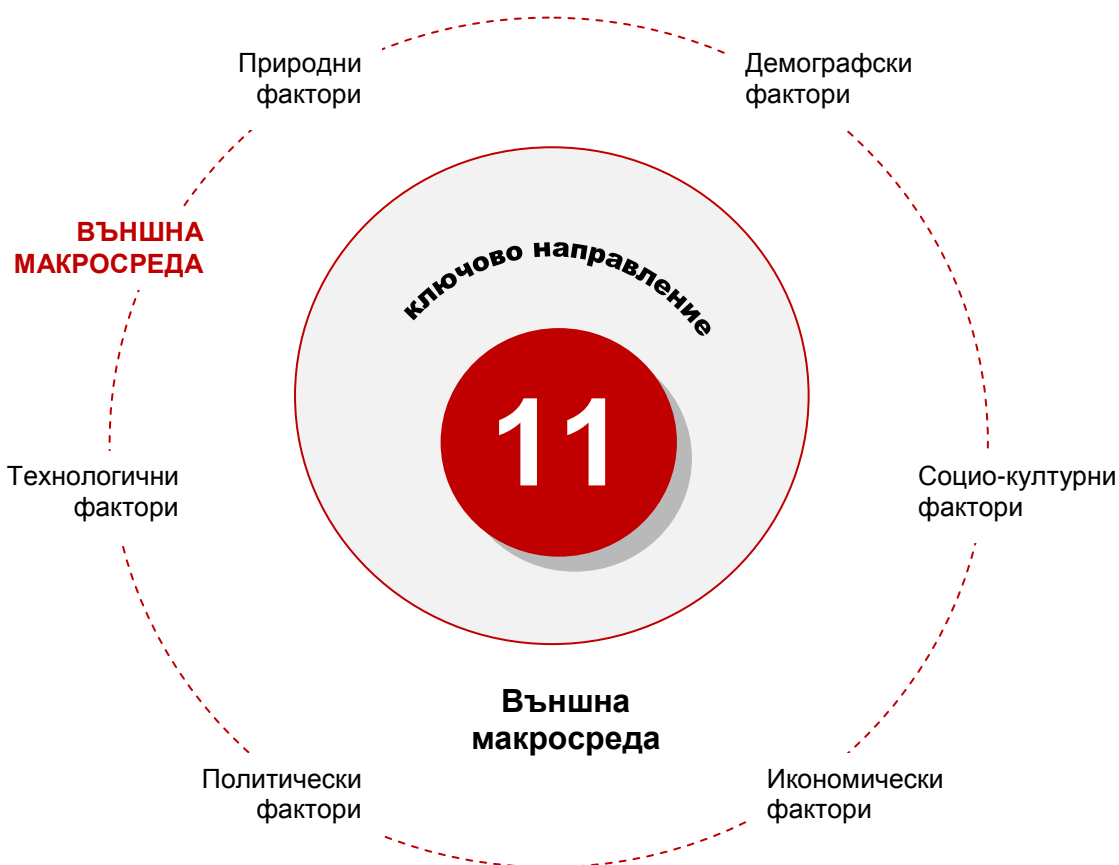 Природни
фактори
Демографски
фактори
ВЪНШНА
МАКРОСРЕДА
ключово направление
11
Технологични
фактори
Социо-културни
фактори
Външна
макросреда
Политически
фактори
Икономически
фактори